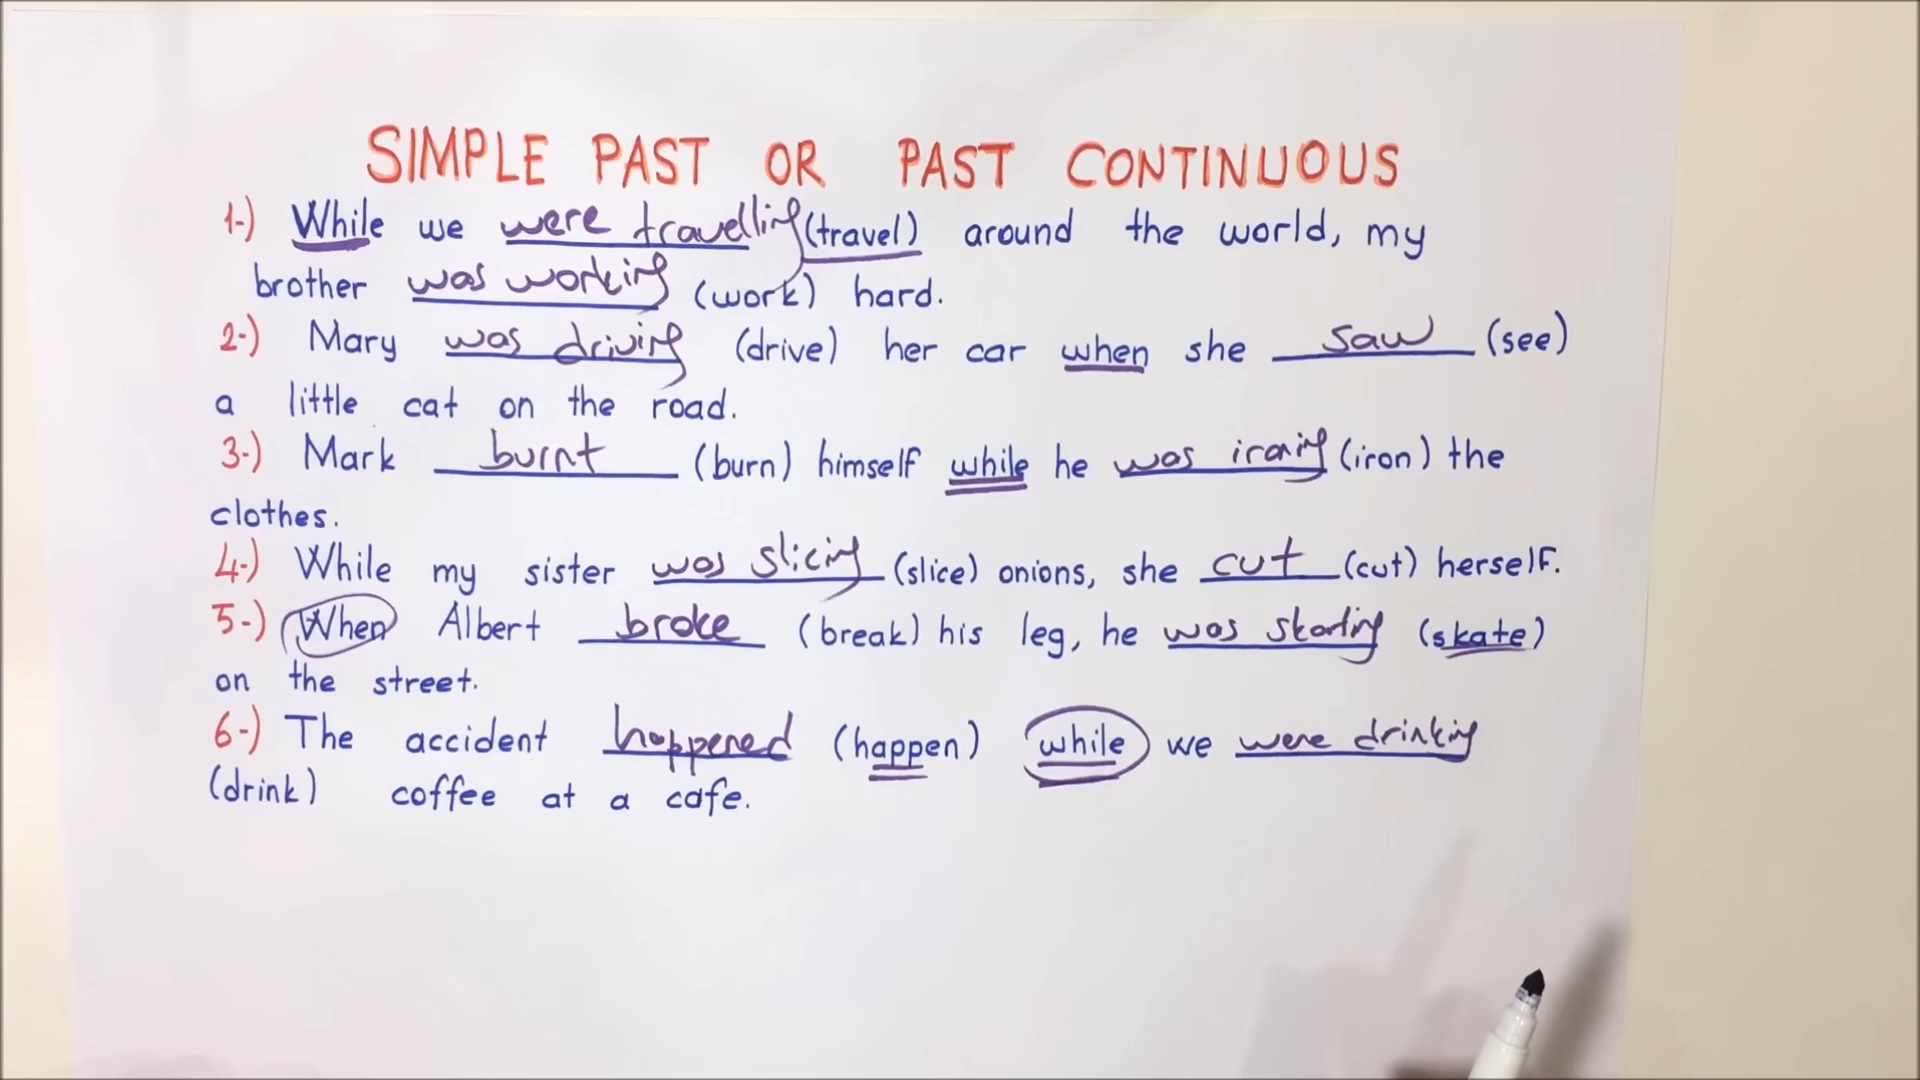 SIMPLE PAST OR PAST CONTINUOUS
1-) While we were travelling (travel) around the world, my
brother was working (work) hard.
2-) Mary was driving (drive) her car when she saw (see)
a little cat on the road.
3-) Mark burnt (burn) himself while he was ironing (iron) the
clothes.
4-) While my sister was slicing (slice) onions, she cut (cut) herself.
5-) When Albert broke (break) his leg, he was skating (skate)
on the street.
6-) The accident happened (happen) while we were drinking
(drink) coffee at a cafe.